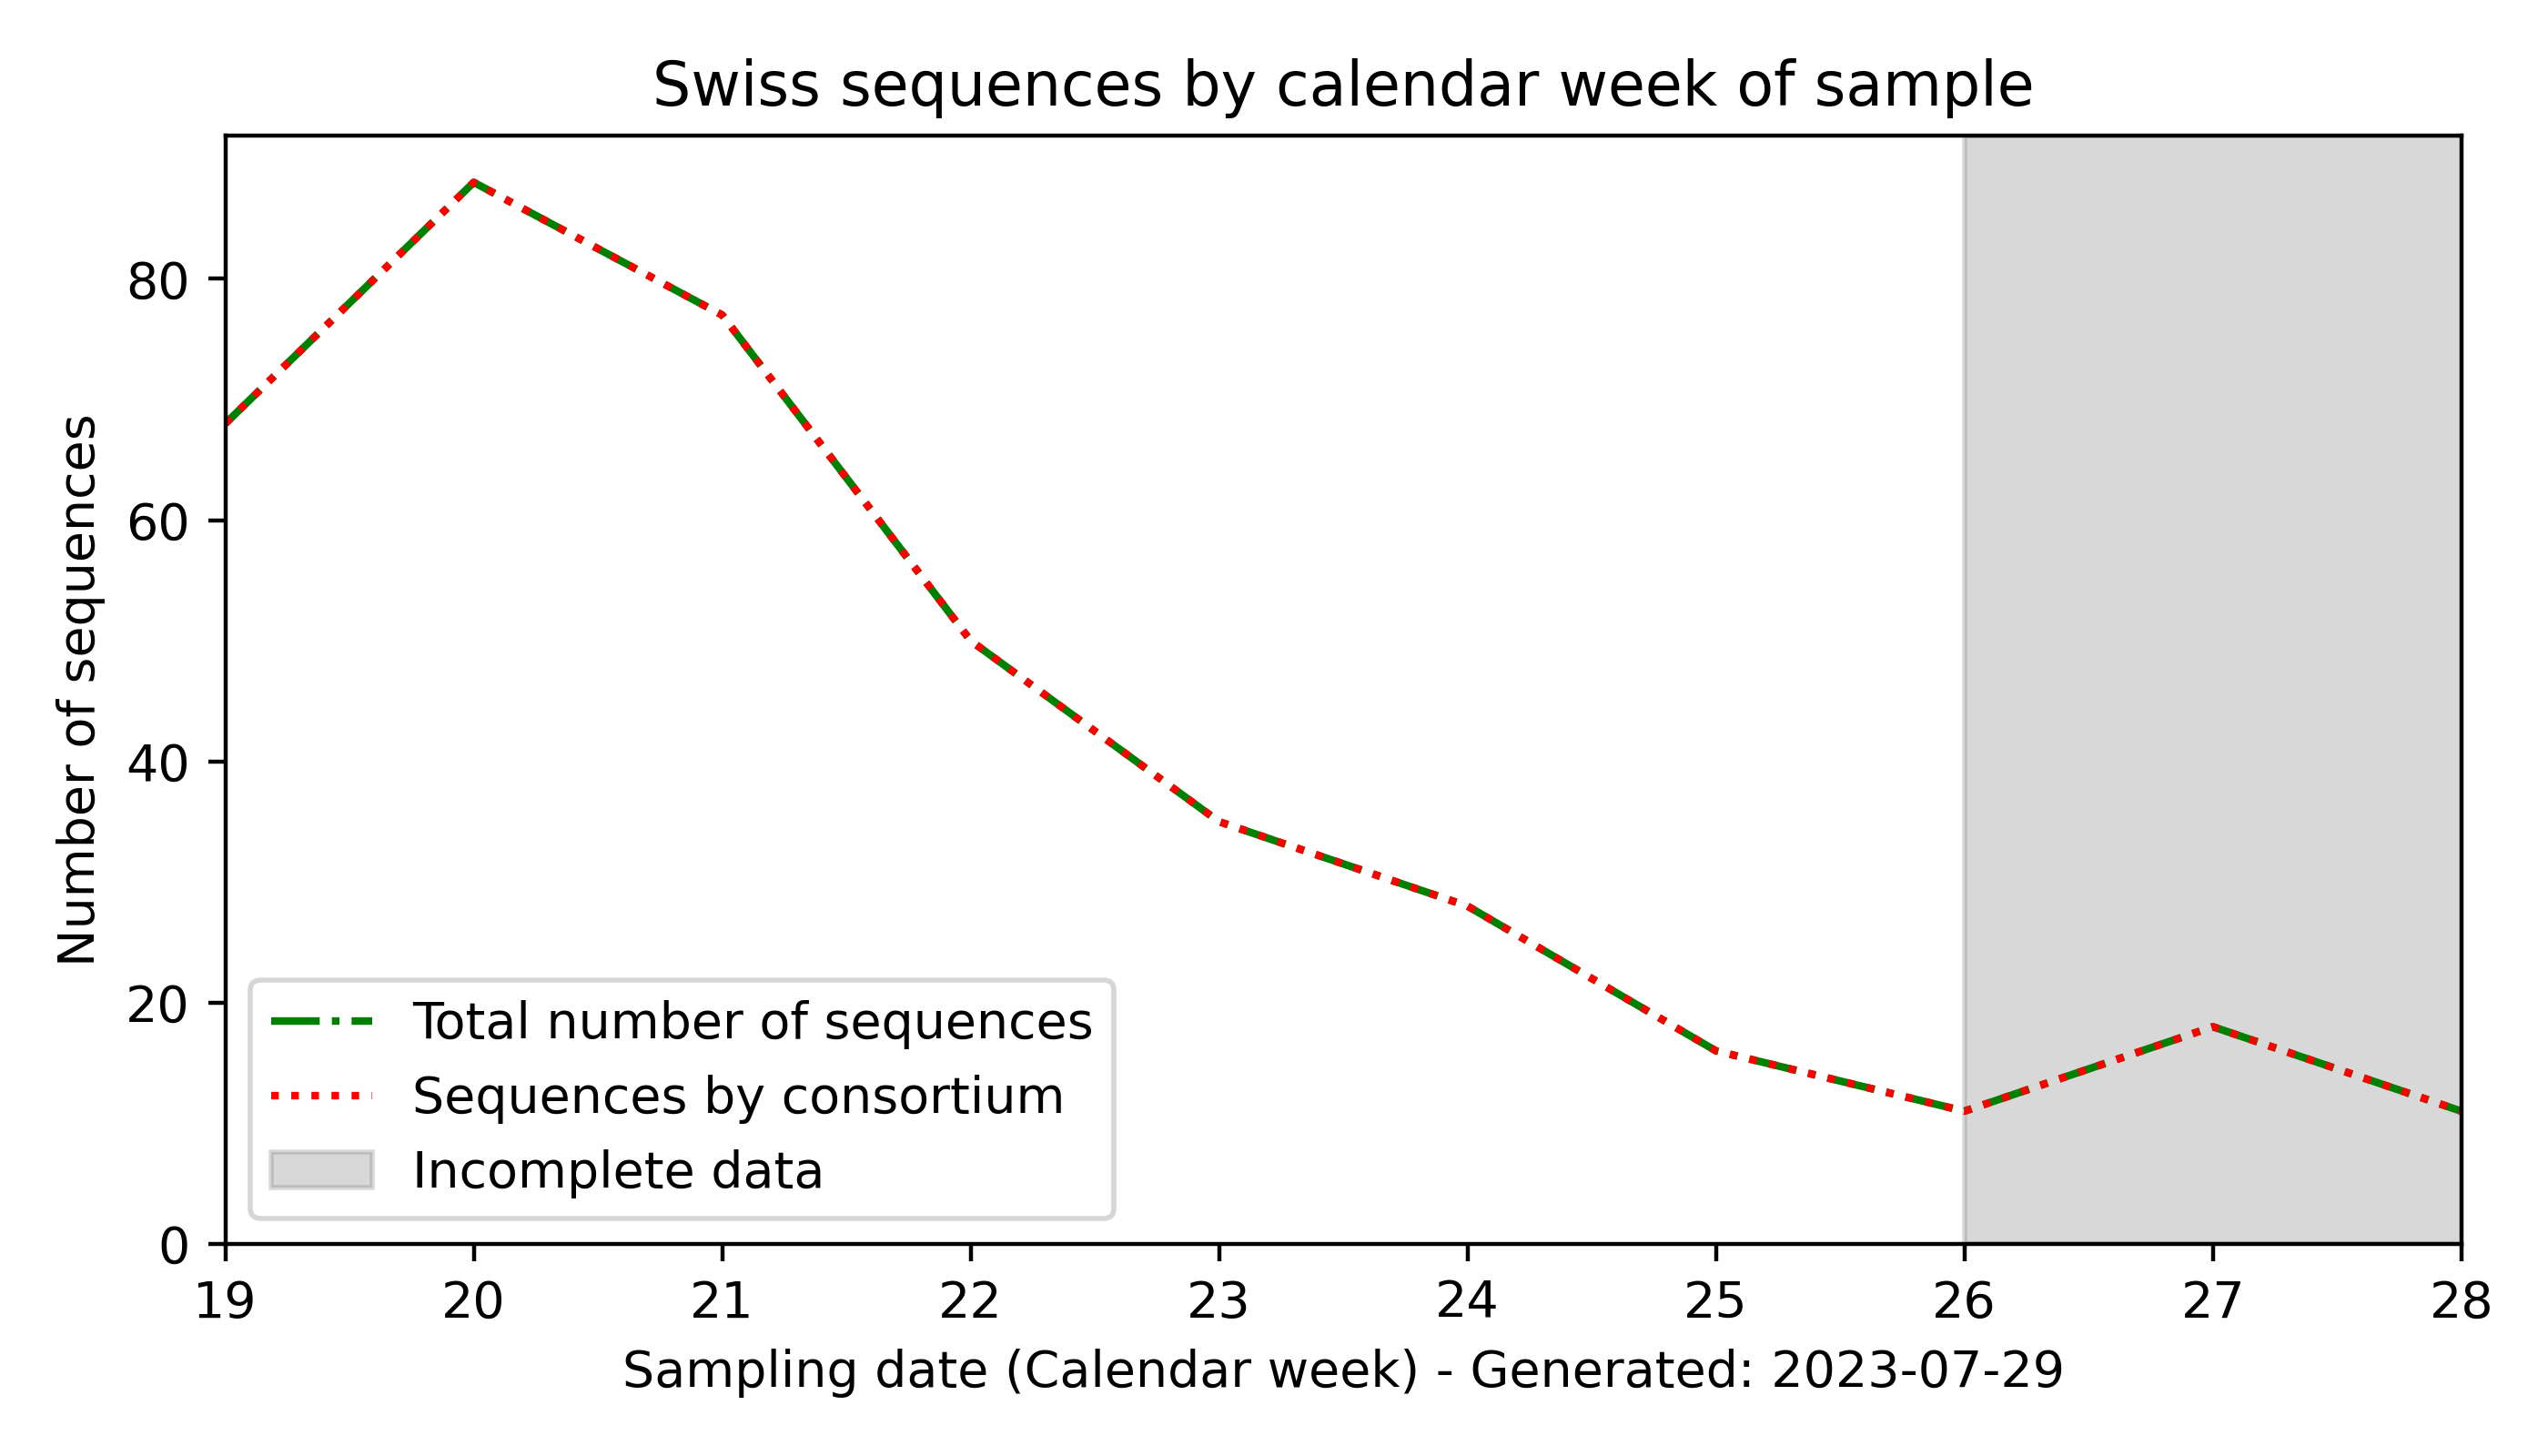 Swiss sequences by calendar week of sample
Number of sequences
80
60
40
20
0
Total number of sequences
Sequences by consortium
Incomplete data
19 20 21 22 23 24 25 26 27 28
Sampling date (Calendar week) - Generated: 2023-07-29